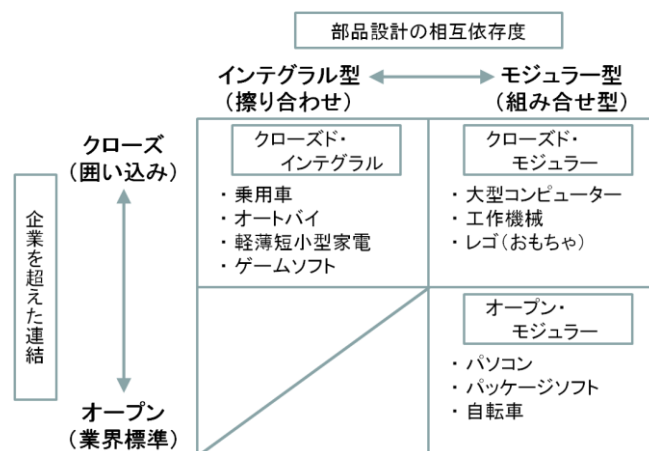 部品設計の相互依存度
インテグラル型
(擦り合わせ)
モジュラー型
(組み合せ型)
クローズ
(囲い込み)
企業を超えた連結
オープン
(業界標準)
クローズド・
インテグラル
・ 乗用車
・ オートバイ
・ 軽薄短小型家電
・ ゲームソフト
クローズド・
モジュラー
・ 大型コンピューター
・ 工作機械
・ レゴ(おもちゃ)
オープン・
モジュラー
・ パソコン
・ パッケージソフト
・ 自転車